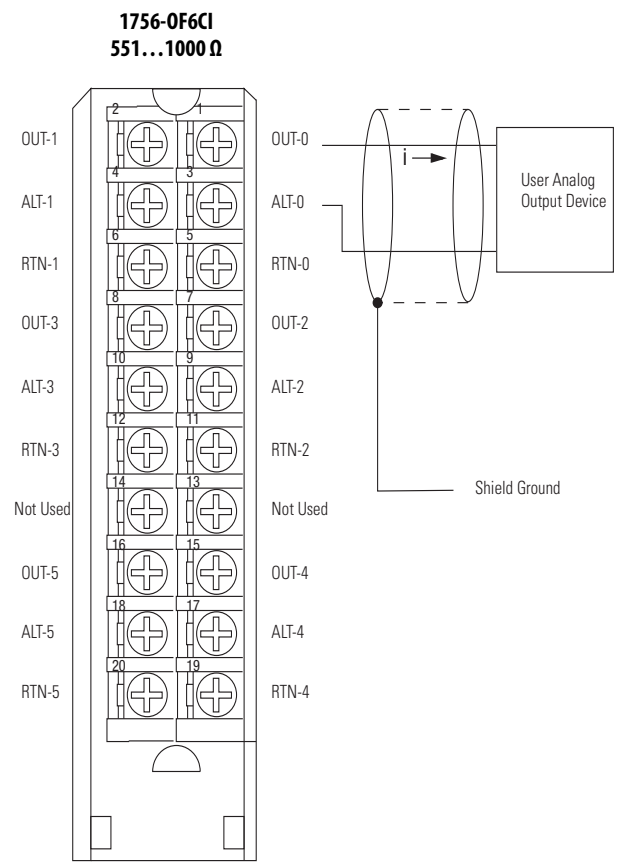 1756-OF6CI
551...1000 Ω
2 1
OUT-1 OUT-0
i
User Analog
Output Device
4 3
ALT-1 ALT-0
6 5
RTN-1 RTN-0
8 7
OUT-3 OUT-2
10 9
ALT-3 ALT-2
12 11
RTN-3 RTN-2
14 13
Shield Ground
Not Used Not Used
16 15
OUT-5 OUT-4
18 17
ALT-5 ALT-4
20 19
RTN-5 RTN-4